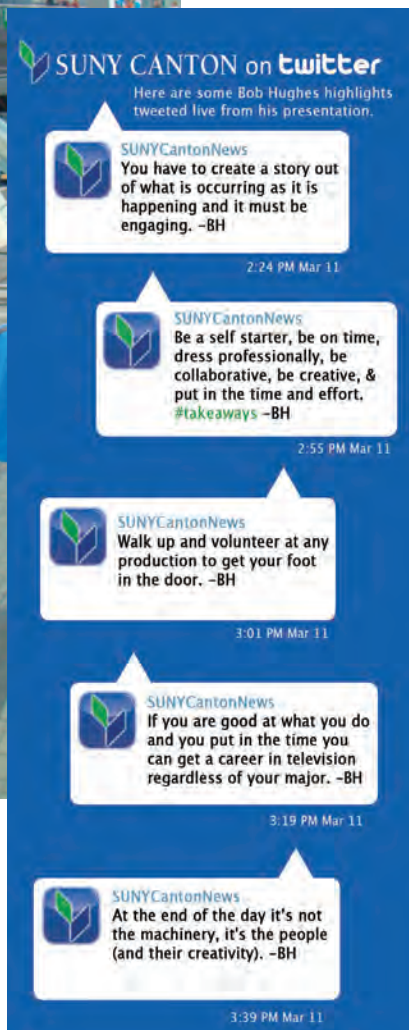 SUNY CANTON on twitter
Here are some Bob Hughes highlights
tweeted live from his presentation.
SUNYCantonNews
You have to create a story out
of what is occurring as it is
happening and it must be
engaging. –BH
2:24 PM Mar 11
SUNYCantonNews
Be a self starter, be on time,
dress professionally, be
collaborative, be creative, &
put in the time and effort.
#takeaways –BH
2:55 PM Mar 11
SUNYCantonNews
Walk up and volunteer at any
production to get your foot
in the door. –BH
3:01 PM Mar 11
SUNYCantonNews
If you are good at what you do
and you put in the time you
can get a career in television
regardless of your major. –BH
3:19 PM Mar 11
SUNYCantonNews
At the end of the day it's not
the machinery, it's the people
(and their creativity). –BH
3:39 PM Mar 11